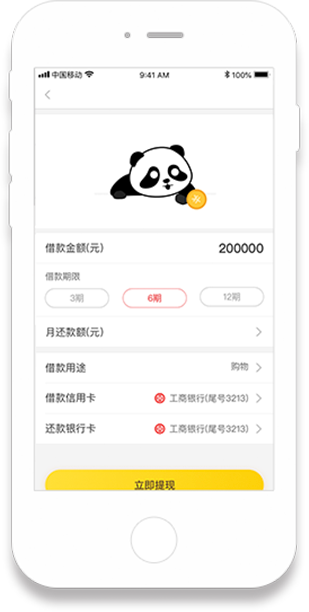 中国移动 9:41 AM 100%
借款金额(元) 200000
借款期限
3期 6期 12期
月还款额(元)
借款用途 购物
借款信用卡 工商银行(尾号3213)
还款银行卡 工商银行(尾号3213)
立即提现